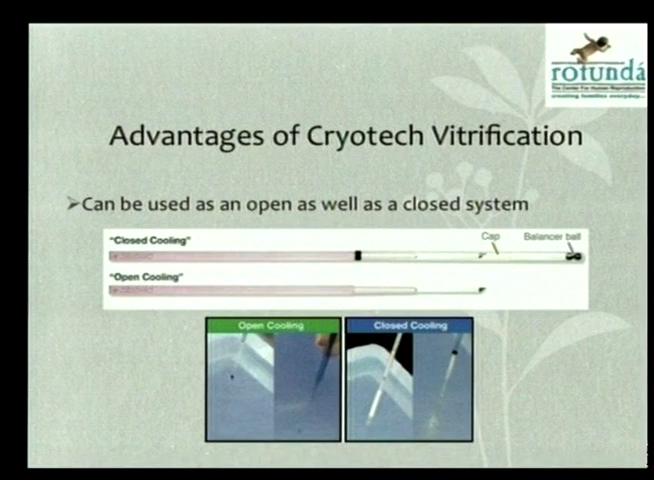 rotundá
The Center For Human Reproduction
creating families everyday...
Advantages of Cryotech Vitrification
➢Can be used as an open as well as a closed system
"Closed Cooling"
Cap
Balancer ball
"Open Cooling"
Open Cooling
Closed Cooling